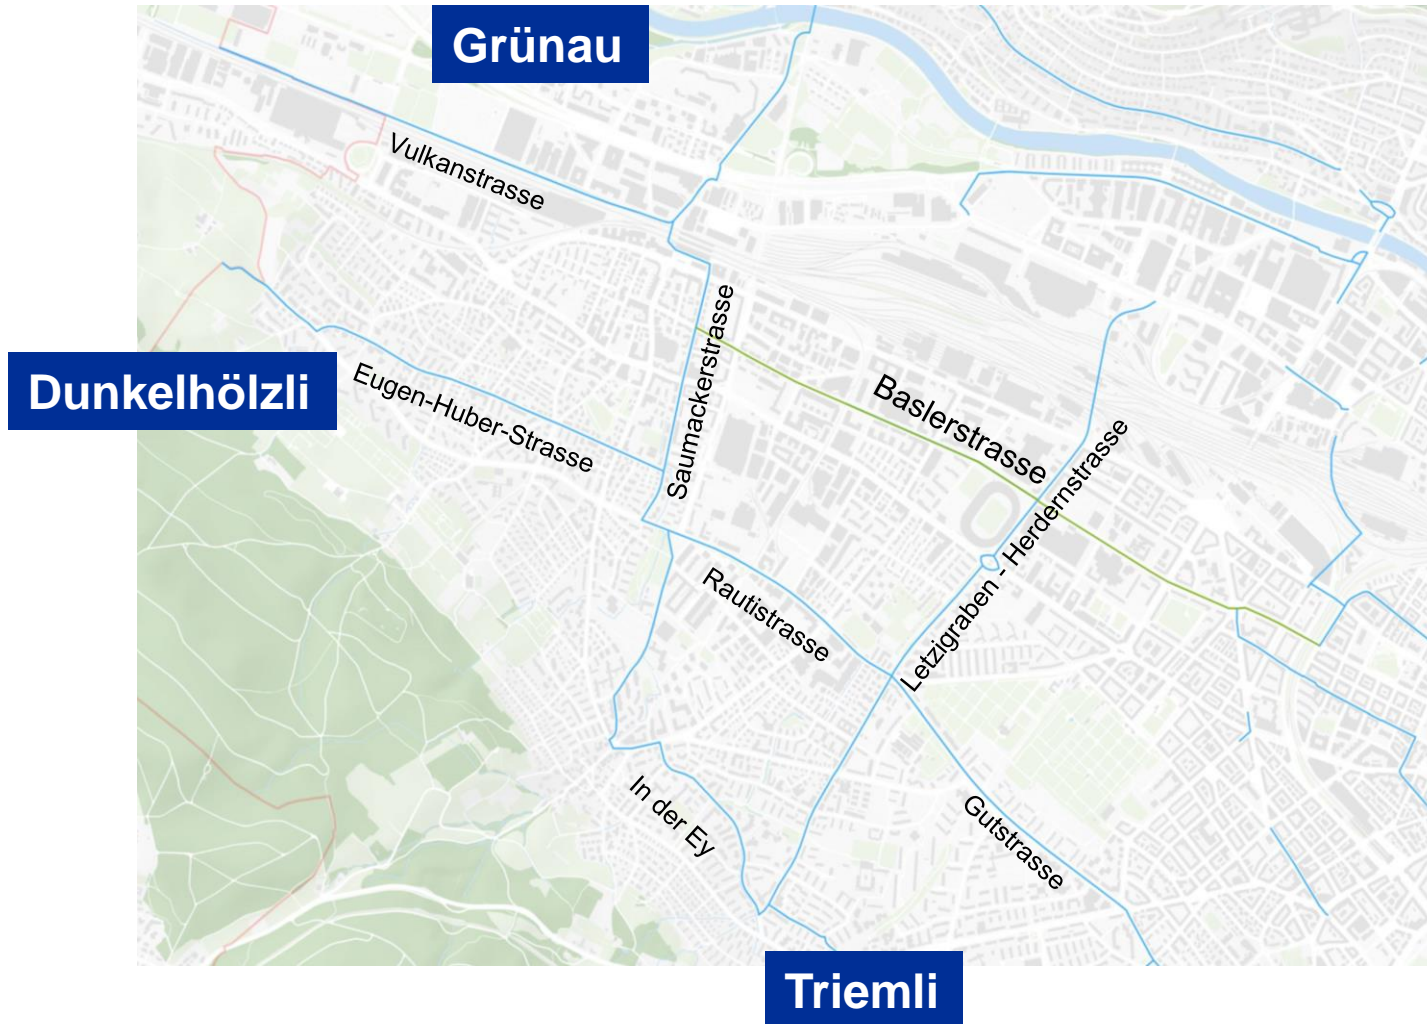 Grünau
Vulkanstrasse
Dunkelhölzli
Eugen-Huber-Strasse
Saumackerstrasse
Baslerstrasse
Letzigraben - Herdernstrasse
Rautistrasse
In der Ey
Gutstrasse
Triemli